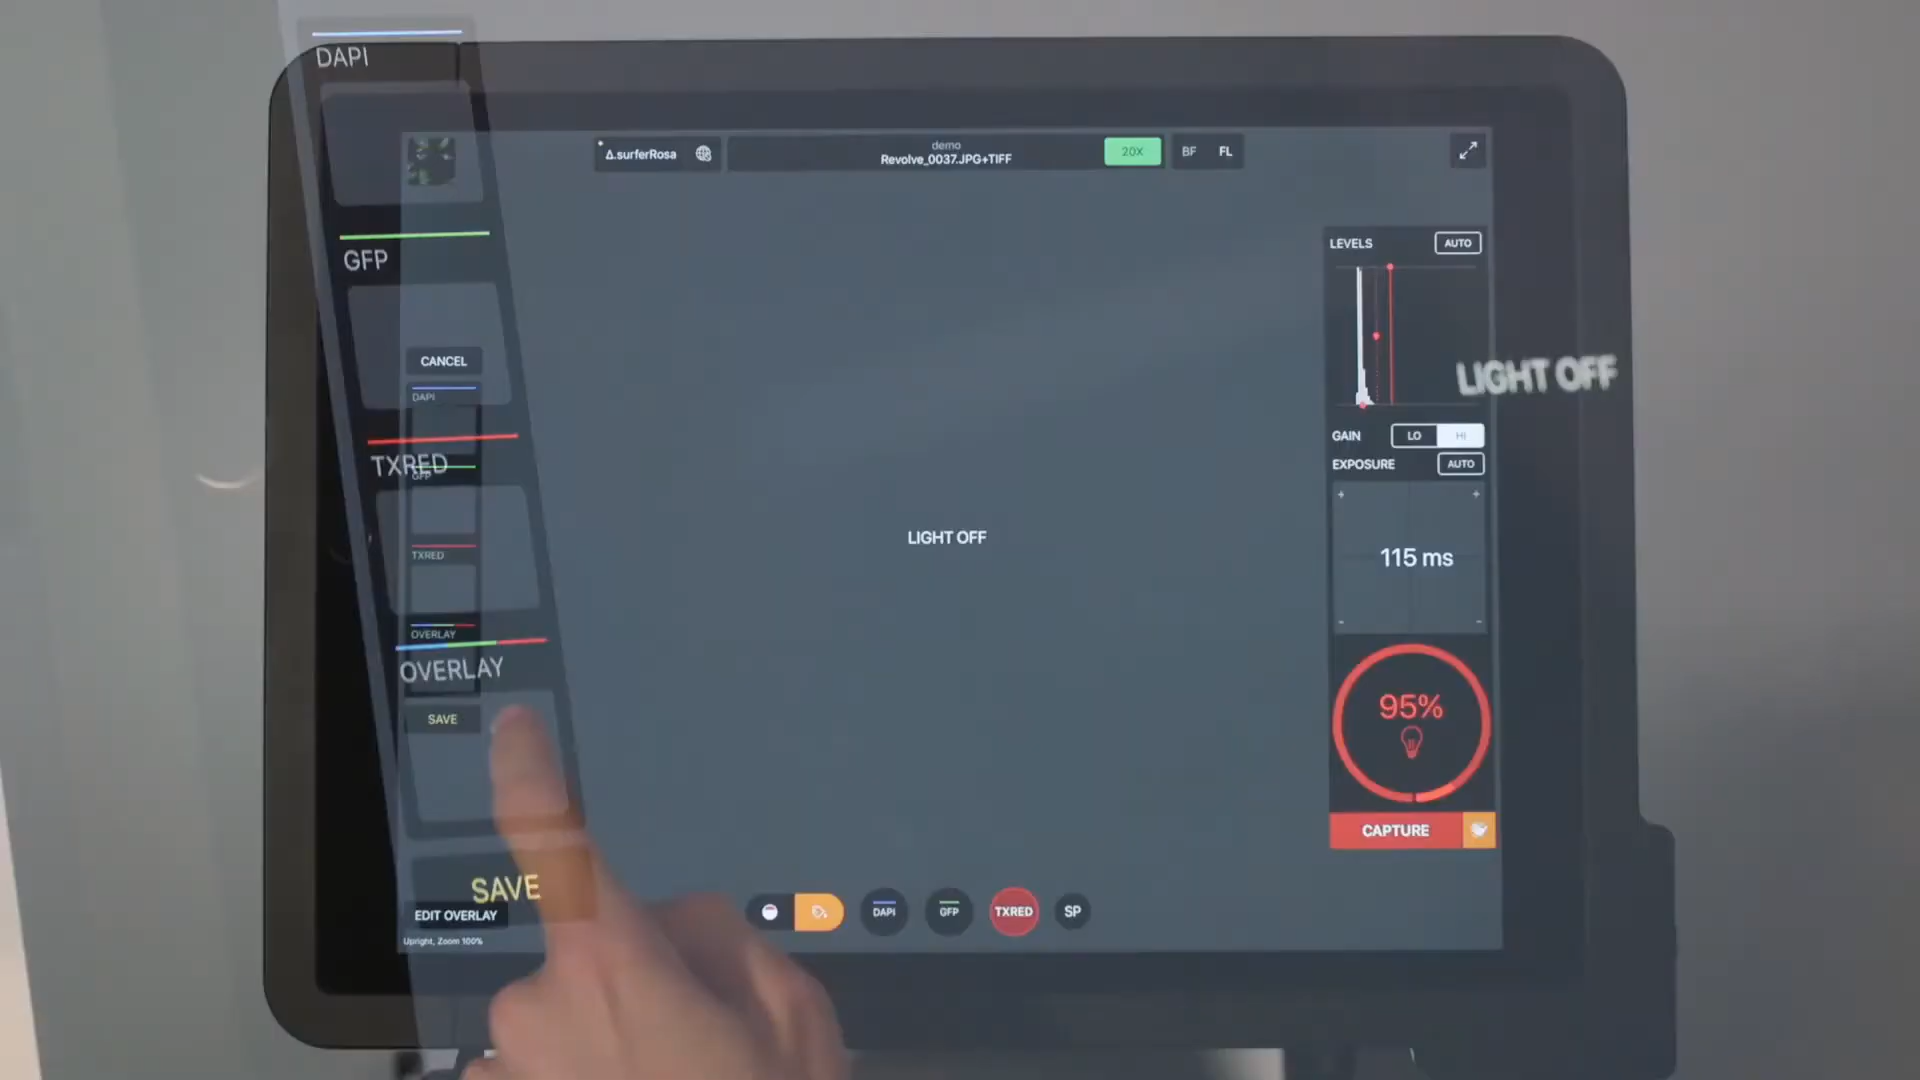 DAPI
Δ.surferRosa
demo
Revolve_0037.JPG+TIFF
20X
BF
FL
LEVELS
AUTO
GFP
CANCEL
DAPI
LIGHT OFF
GAIN
LO
HI
EXPOSURE
AUTO
TXRED
GFP
LIGHT OFF
+
+
115 ms
-
-
TXRED
OVERLAY
OVERLAY
SAVE
95%
CAPTURE
SAVE
EDIT OVERLAY
Upright, Zoom 100%
DAPI
GFP
TXRED
SP